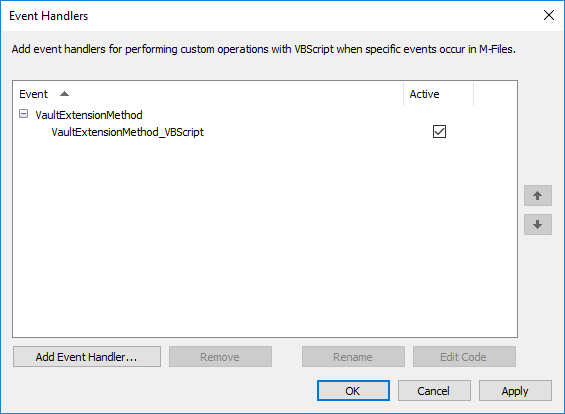 Event Handlers
Add event handlers for performing custom operations with VBScript when specific events occur in M-Files.
Event Active
VaultExtensionMethod
VaultExtensionMethod_VBScript
Add Event Handler... Remove Rename Edit Code
OK Cancel Apply